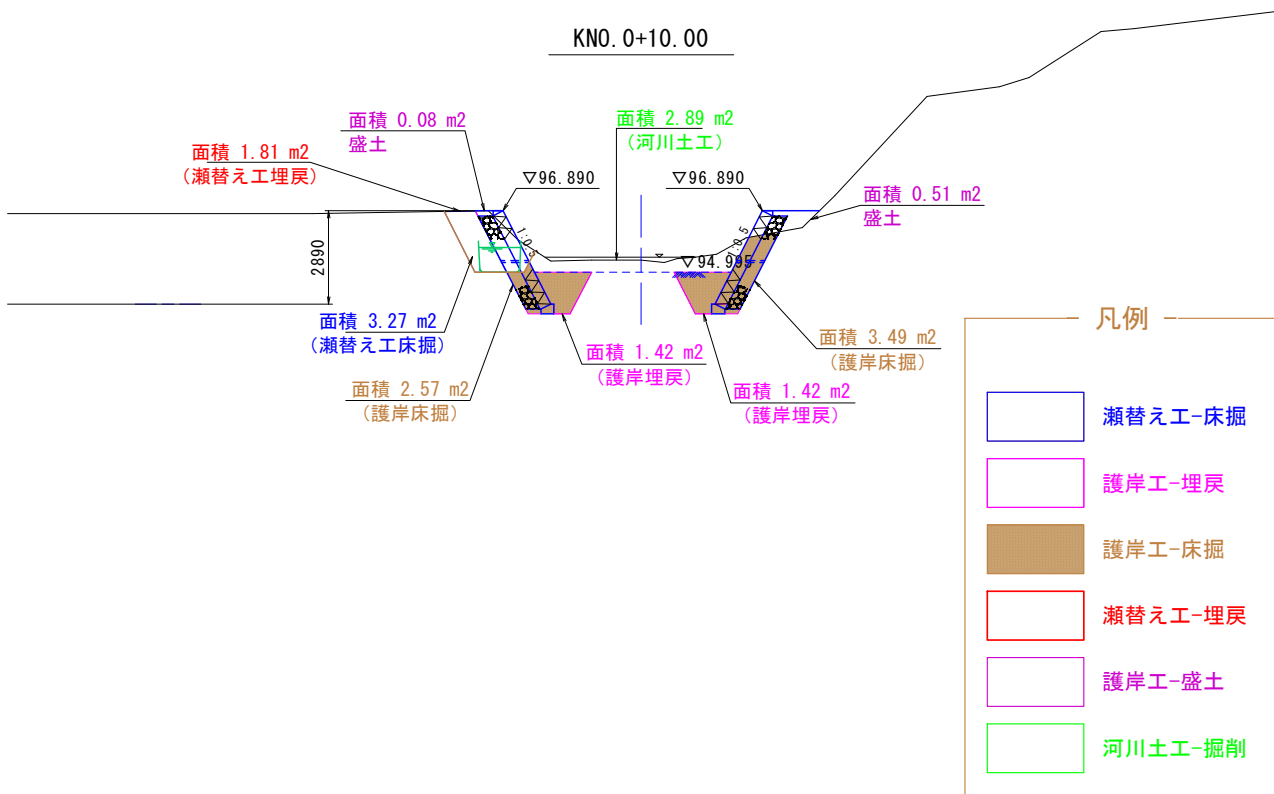 KNO.0+10.00
面積 0.08 m2
盛土
面積 2.89 m2
(河川土工)
面積 1.81 m2
(瀬替え工埋戻)
▽96.890
▽96.890
面積 0.51 m2
盛土
1:0.5
1:0.5
2890
▽94.995
面積 3.27 m2
(瀬替え工床掘)
面積 1.42 m2
(護岸埋戻)
面積 3.49 m2
(護岸床掘)
面積 2.57 m2
(護岸床掘)
面積 1.42 m2
(護岸埋戻)
凡例
瀬替え工-床掘
護岸工-埋戻
護岸工-床掘
瀬替え工-埋戻
護岸工-盛土
河川土工-掘削